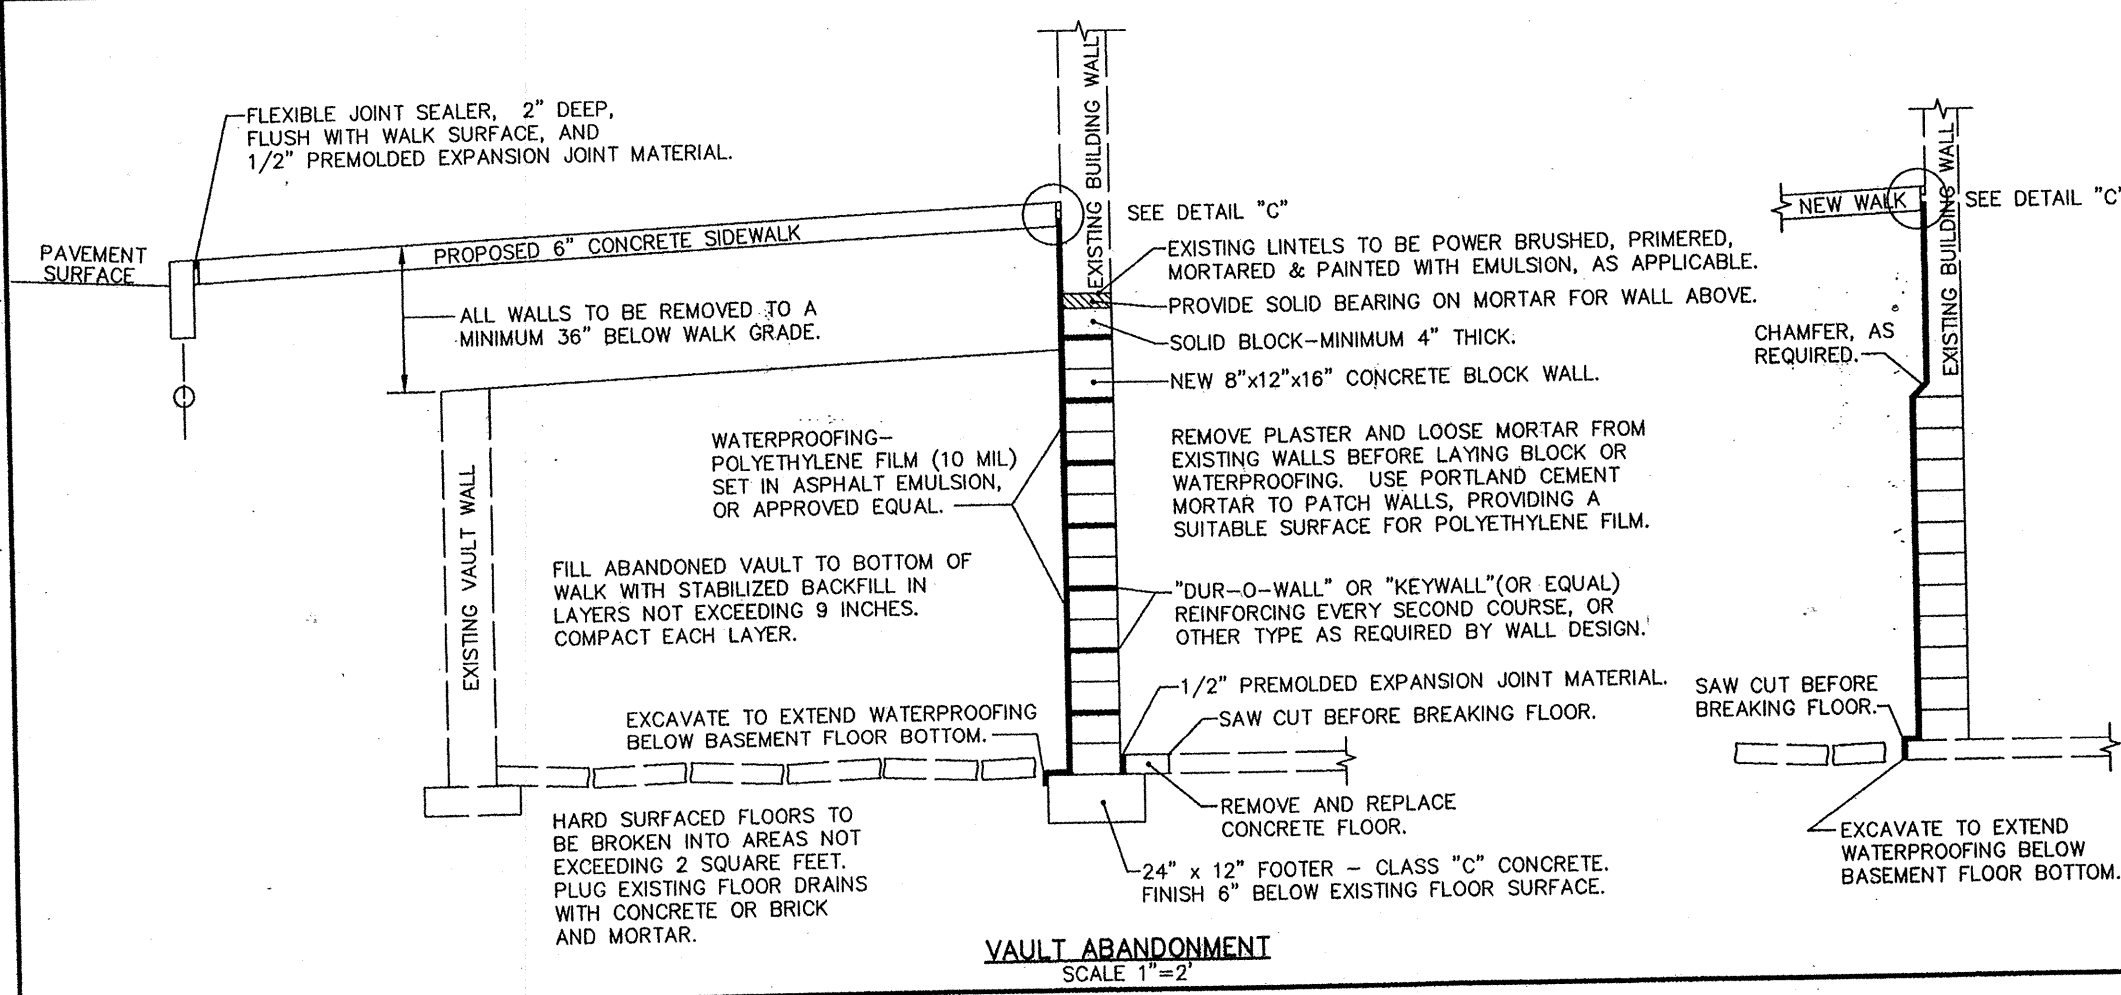 FLEXIBLE JOINT SEALER, 2" DEEP,
FLUSH WITH WALK SURFACE, AND
1/2" PREMOLDED EXPANSION JOINT MATERIAL.
PAVEMENT
SURFACE
PROPOSED 6" CONCRETE SIDEWALK
ALL WALLS TO BE REMOVED TO A
MINIMUM 36" BELOW WALK GRADE.
EXISTING BUILDING WALL
SEE DETAIL "C"
EXISTING LINTELS TO BE POWER BRUSHED, PRIMERED,
MORTARED & PAINTED WITH EMULSION, AS APPLICABLE.
PROVIDE SOLID BEARING ON MORTAR FOR WALL ABOVE.
SOLID BLOCK-MINIMUM 4" THICK.
NEW 8"x12"x16" CONCRETE BLOCK WALL.
WATERPROOFING-
POLYETHYLENE FILM (10 MIL)
SET IN ASPHALT EMULSION,
OR APPROVED EQUAL.
REMOVE PLASTER AND LOOSE MORTAR FROM
EXISTING WALLS BEFORE LAYING BLOCK OR
WATERPROOFING. USE PORTLAND CEMENT
MORTAR TO PATCH WALLS, PROVIDING A
SUITABLE SURFACE FOR POLYETHYLENE FILM.
EXISTING VAULT WALL
FILL ABANDONED VAULT TO BOTTOM OF
WALK WITH STABILIZED BACKFILL IN
LAYERS NOT EXCEEDING 9 INCHES.
COMPACT EACH LAYER.
"DUR-O-WALL" OR "KEYWALL"(OR EQUAL)
REINFORCING EVERY SECOND COURSE, OR
OTHER TYPE AS REQUIRED BY WALL DESIGN.
1/2" PREMOLDED EXPANSION JOINT MATERIAL.
SAW CUT BEFORE BREAKING FLOOR.
EXCAVATE TO EXTEND WATERPROOFING
BELOW BASEMENT FLOOR BOTTOM.
REMOVE AND REPLACE
CONCRETE FLOOR.
HARD SURFACED FLOORS TO
BE BROKEN INTO AREAS NOT
EXCEEDING 2 SQUARE FEET.
PLUG EXISTING FLOOR DRAINS
WITH CONCRETE OR BRICK
AND MORTAR.
24" x 12" FOOTER - CLASS "C" CONCRETE.
FINISH 6" BELOW EXISTING FLOOR SURFACE.
NEW WALK
EXISTING BUILDING WALL
SEE DETAIL "C"
CHAMFER, AS
REQUIRED.
SAW CUT BEFORE
BREAKING FLOOR.
EXCAVATE TO EXTEND
WATERPROOFING BELOW
BASEMENT FLOOR BOTTOM.
VAULT ABANDONMENT
SCALE 1"=2'